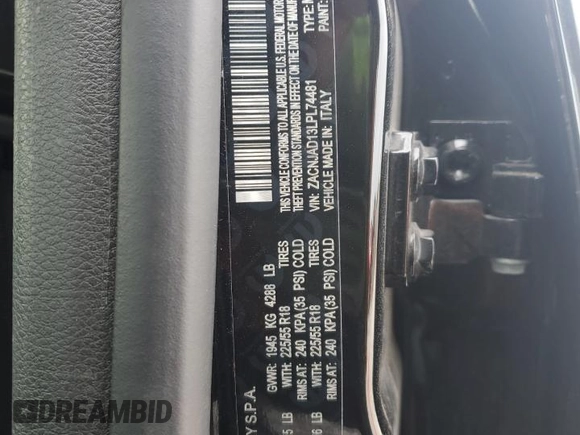 Y S.P.A.
GVWR: 1945 KG 4288 LB
5 LB WITH: 225/55 R18 TIRES
RIMS AT: 240 KPA(35 PSI) COLD
6 LB WITH: 225/55 R18 TIRES
RIMS AT: 240 KPA(35 PSI) COLD
THIS VEHICLE CONFORMS TO ALL APPLICABLE U.S. FEDERAL MOTOR
THEFT PREVENTION STANDARDS IN EFFECT ON THE DATE OF MANUF
VIN: ZACNJAD13LPL74481 TYPE:
VEHICLE MADE IN: ITALY PAINT:
DREAMBID